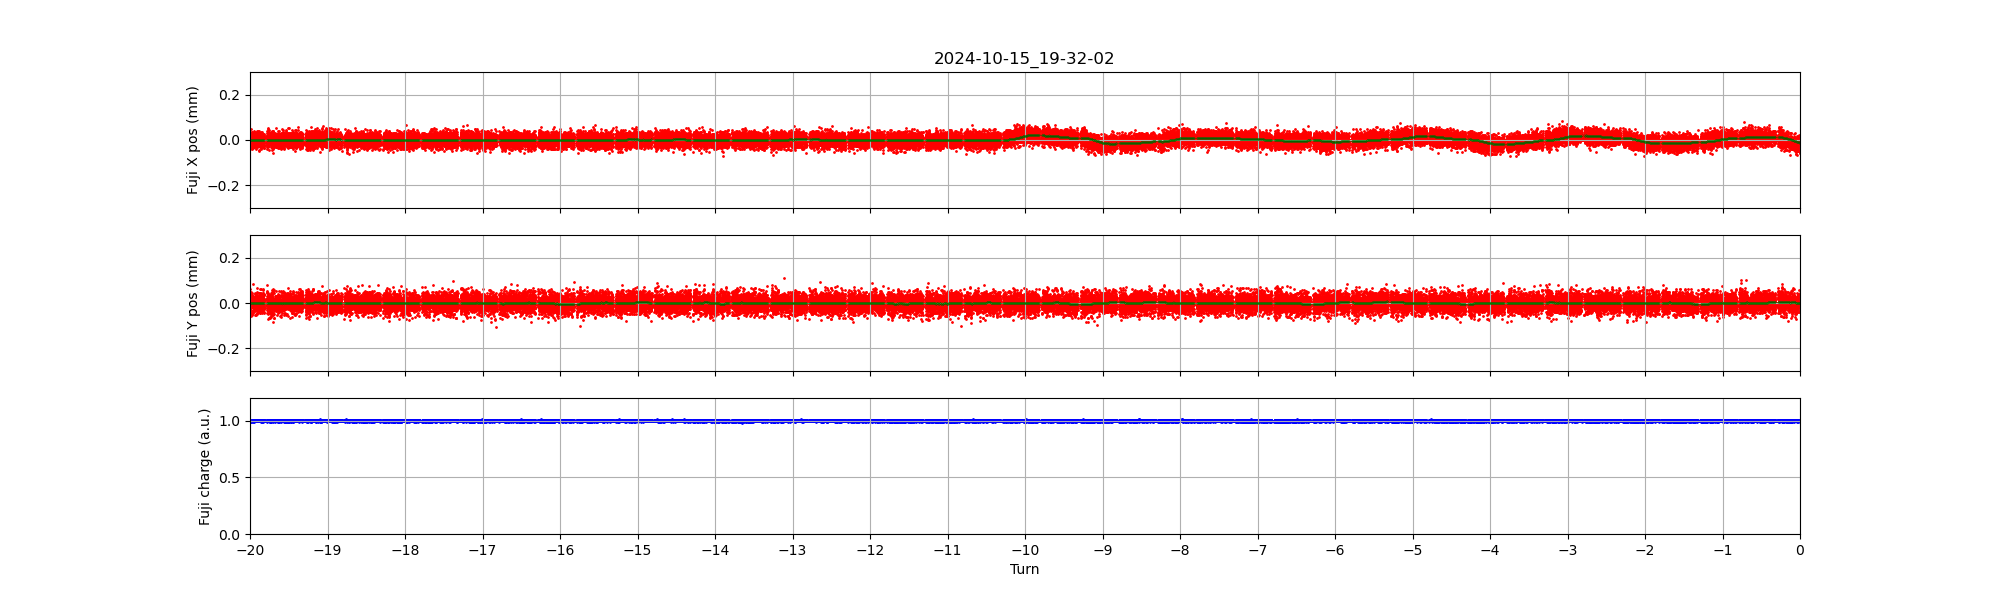 2024-10-15_19-32-02
Fuji X pos (mm)
0.2
0.0
−0.2
Fuji Y pos (mm)
0.2
0.0
−0.2
Fuji charge (a.u.)
1.0
0.5
0.0
−20 −19 −18 −17 −16 −15 −14 −13 −12 −11 −10 −9 −8 −7 −6 −5 −4 −3 −2 −1 0
Turn